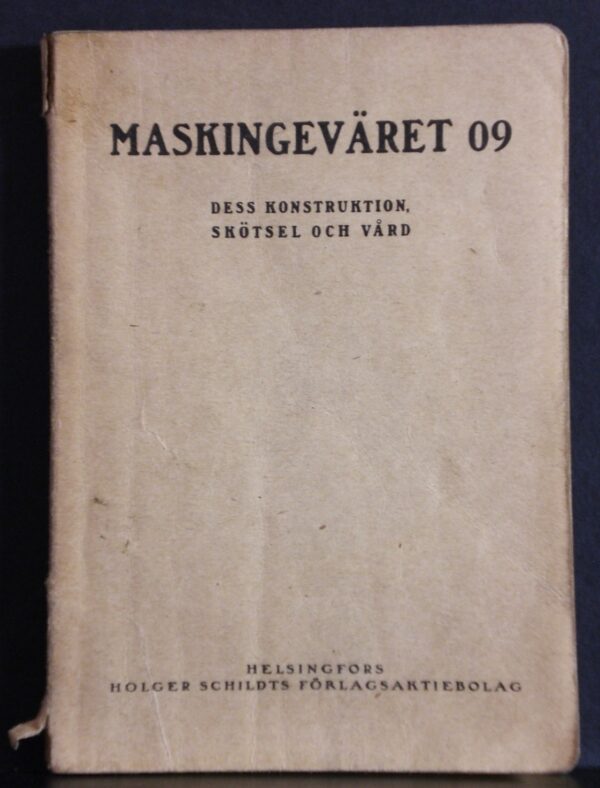 MASKINGEVÄRET 09
DESS KONSTRUKTION,
SKÖTSEL OCH VÅRD
HELSINGFORS
HOLGER SCHILDTS FÖRLAGSAKTIEBOLAG